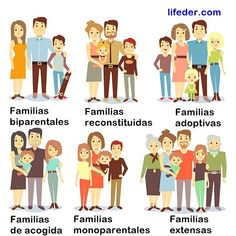 lifeder.com
Familias biparentales
Familias reconstituidas
Familias adoptivas
Familias de acogida
Familias monoparentales
Familias extensas